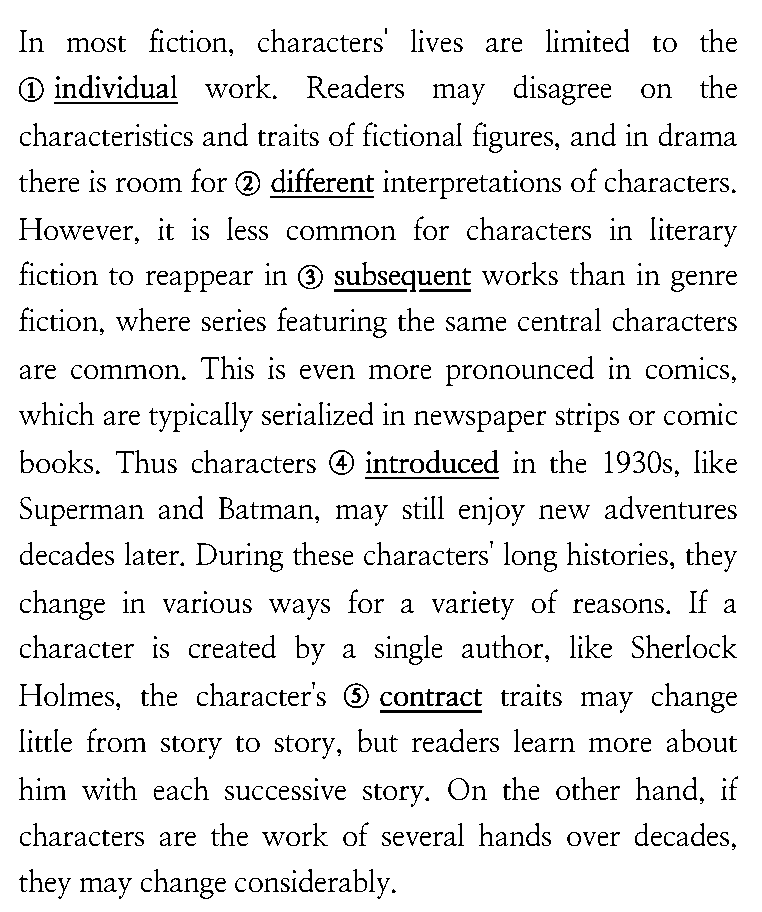 In most fiction, characters' lives are limited to the
① individual work. Readers may disagree on the
characteristics and traits of fictional figures, and in drama
there is room for ② different interpretations of characters.
However, it is less common for characters in literary
fiction to reappear in ③ subsequent works than in genre
fiction, where series featuring the same central characters
are common. This is even more pronounced in comics,
which are typically serialized in newspaper strips or comic
books. Thus characters ④ introduced in the 1930s, like
Superman and Batman, may still enjoy new adventures
decades later. During these characters' long histories, they
change in various ways for a variety of reasons. If a
character is created by a single author, like Sherlock
Holmes, the character's ⑤ contract traits may change
little from story to story, but readers learn more about
him with each successive story. On the other hand, if
characters are the work of several hands over decades,
they may change considerably.